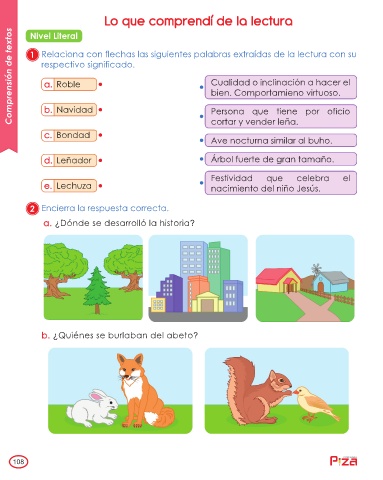 Lo que comprendí de la lectura
Comprensión de textos
Nivel Literal
1 Relaciona con flechas las siguientes palabras extraídas de la lectura con su
respectivo significado.
a. Roble
Cualidad o inclinación a hacer el
bien. Comportamieno virtuoso.
b. Navidad
Persona que tiene por oficio
cortar y vender leña.
c. Bondad
Ave nocturna similar al buho.
d. Leñador
Árbol fuerte de gran tamaña.
e. Lechuza
Festividad que celebra el
nacimiento del niño Jesús.
2 Encierra la respuesta correcta.
a. ¿Dónde se desarrolló la historia?
b. ¿Quiénes se burlaban del abeto?
108
Piza